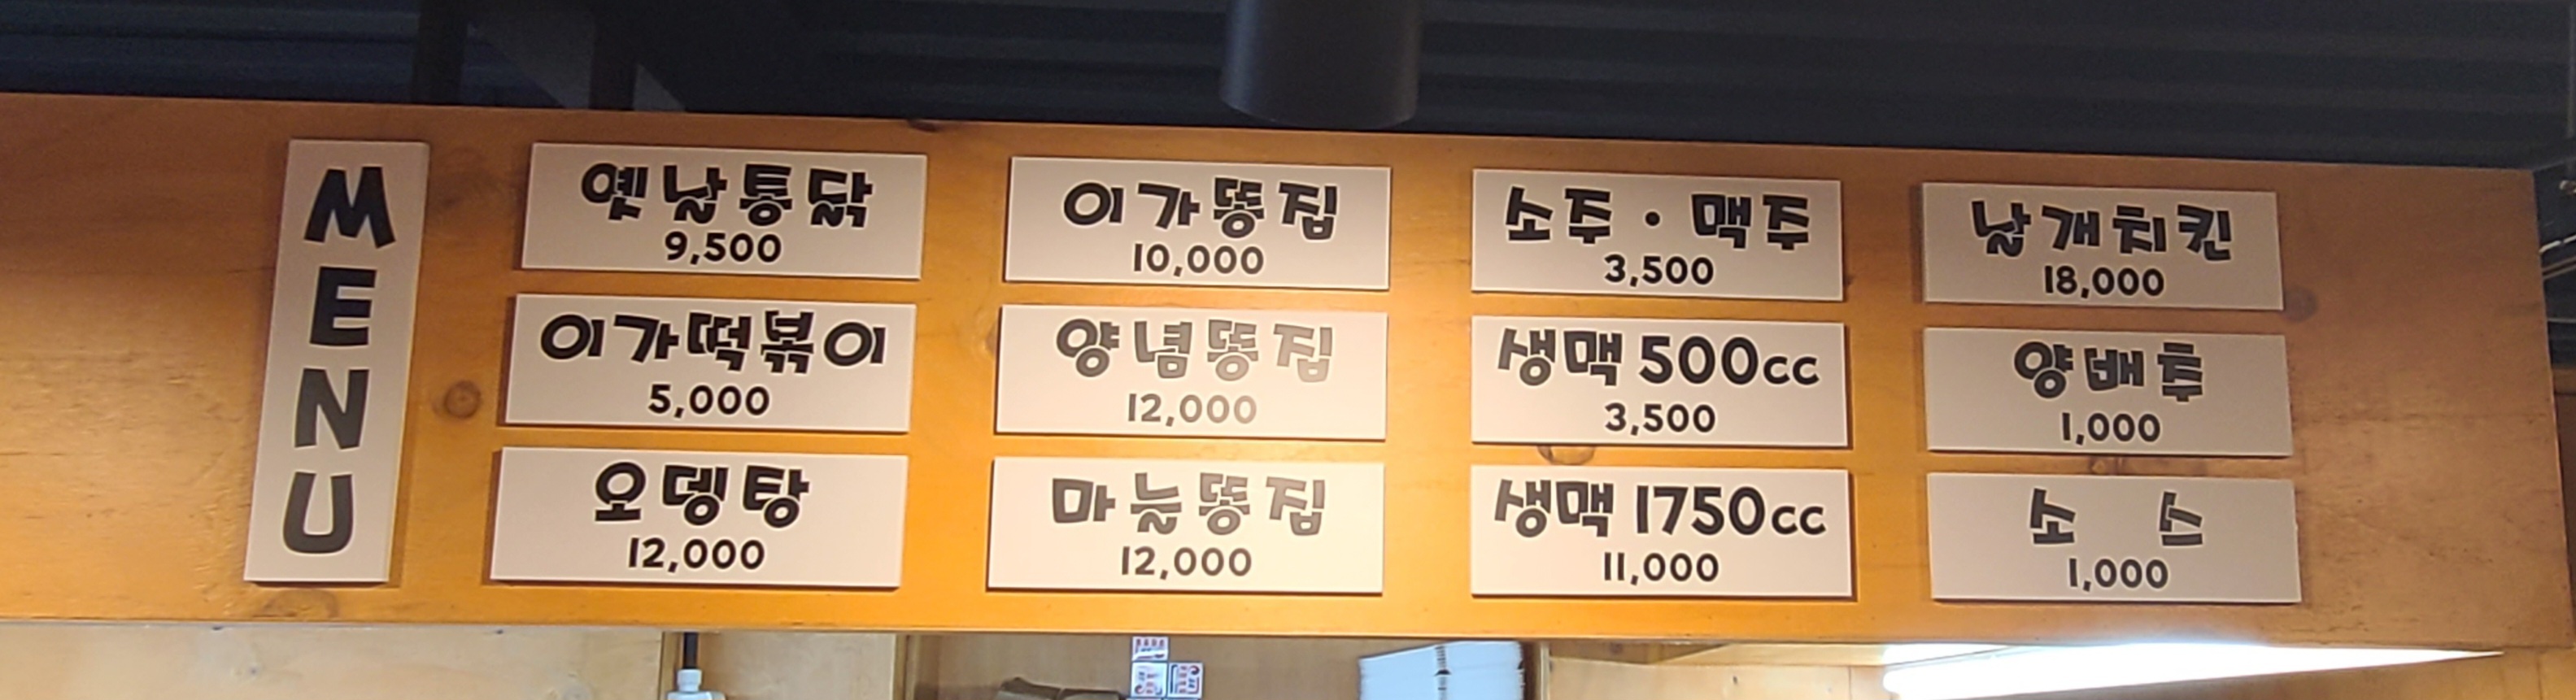 MENU
옛날통닭
9,500
이가떡볶이
5,000
오뎅탕
12,000
이가똥집
10,000
양념똥집
12,000
마늘똥집
12,000
소주·맥주
3,500
생맥 500cc
3,500
생맥 1750cc
11,000
날개치킨
18,000
양배추
1,000
소스
1,000